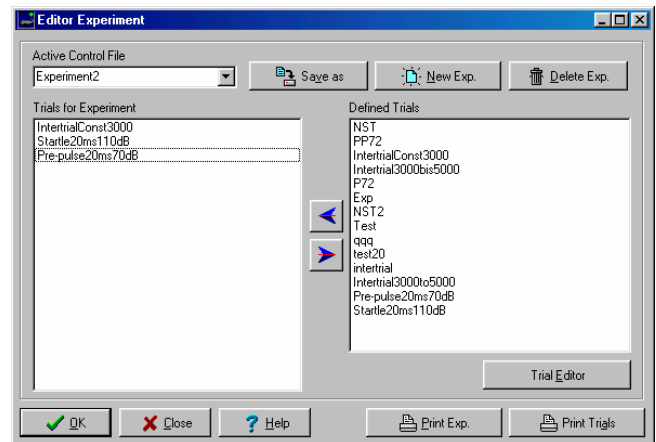 Editor Experiment
Active Control File
Experiment2
Save as
New Exp.
Delete Exp.
Trials for Experiment
IntertrialConst3000
Startle20ms110dB
Pre-pulse20ms70dB
Defined Trials
NST
PP72
IntertrialConst3000
Intertrial3000bis5000
P72
Exp
NST2
Test
qqq
test20
intertrial
Intertrial3000to5000
Pre-pulse20ms70dB
Startle20ms110dB
Trial Editor
OK
Close
Help
Print Exp.
Print Trials